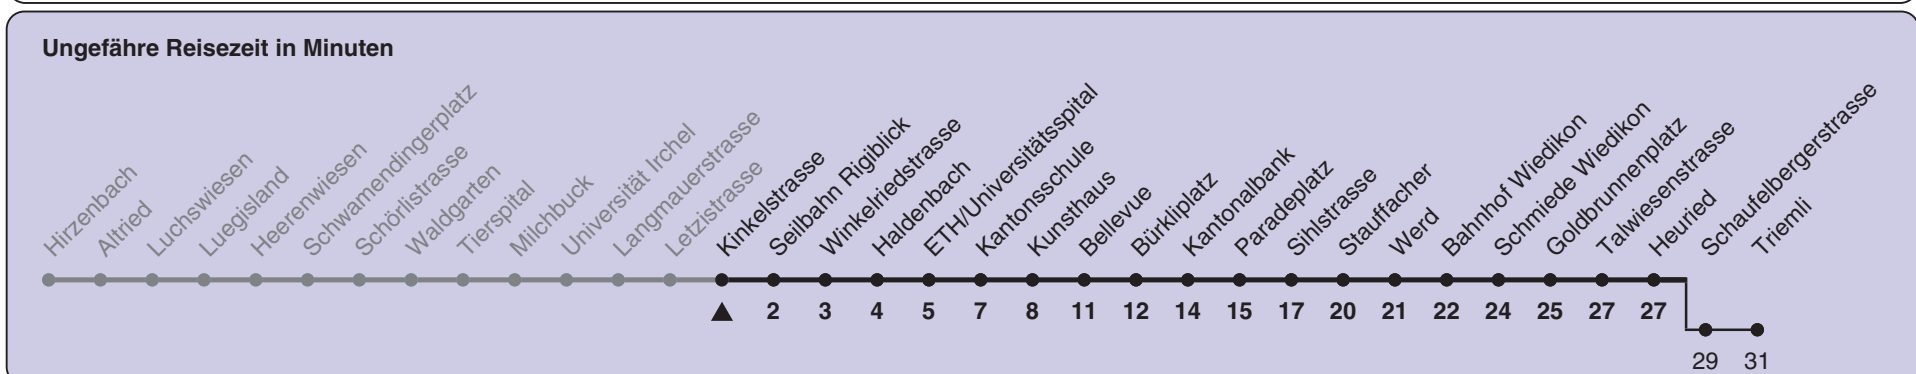 Ungefähre Reisezeit in Minuten
Hirzenbach
Altried
Luchswiesen
Luegisland
Heerenwiesen
Schwamendingerplatz
Schörlistrasse
Waldgarten
Tierspital
Milchbuck
Universität Irchel
Langmauerstrasse
Letzistrasse
Kinkelstrasse
Seilbahn Rigiblick
Winkelriedstrasse
Haldenbach
ETH/Universitätsspital
Kantonsschule
Kunsthaus
Bellevue
Bürkliplatz
Kantonalbank
Paradeplatz
Sihlstrasse
Stauffacher
Werd
Bahnhof Wiedikon
Schmiede Wiedikon
Goldbrunnenplatz
Talwiesenstrasse
Heuried
Schaufelbergerstrasse
Triemli
2 3 4 5 7 8 11 12 14 15 17 20 21 22 24 25 27 27
29 31